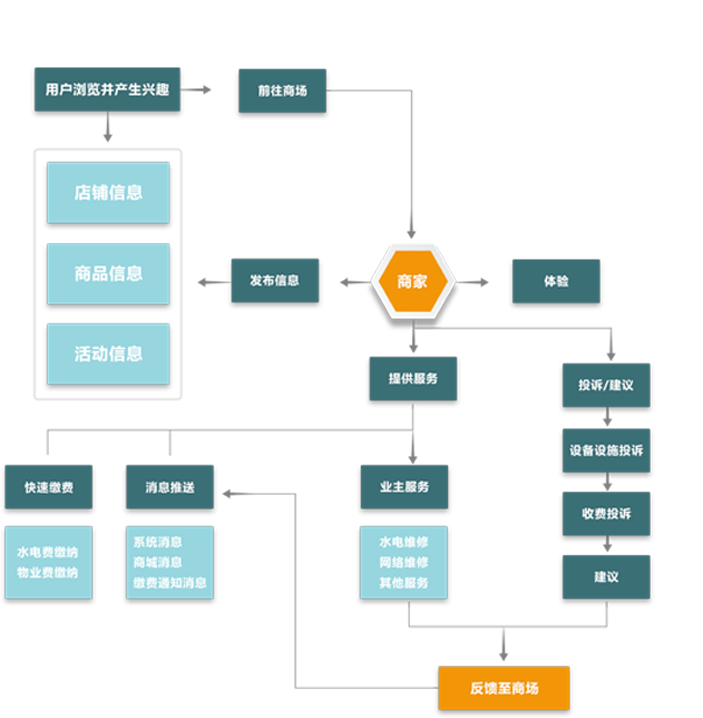 用户浏览并产生兴趣
前往商场
店铺信息
商品信息
活动信息
发布信息
商家
体验
提供服务
投诉/建议
设备设施投诉
收费投诉
建议
快速缴费
消息推送
业主服务
水电费缴纳
物业费缴纳
系统消息
商城消息
缴费通知消息
水电维修
网络维修
其他服务
反馈至商场